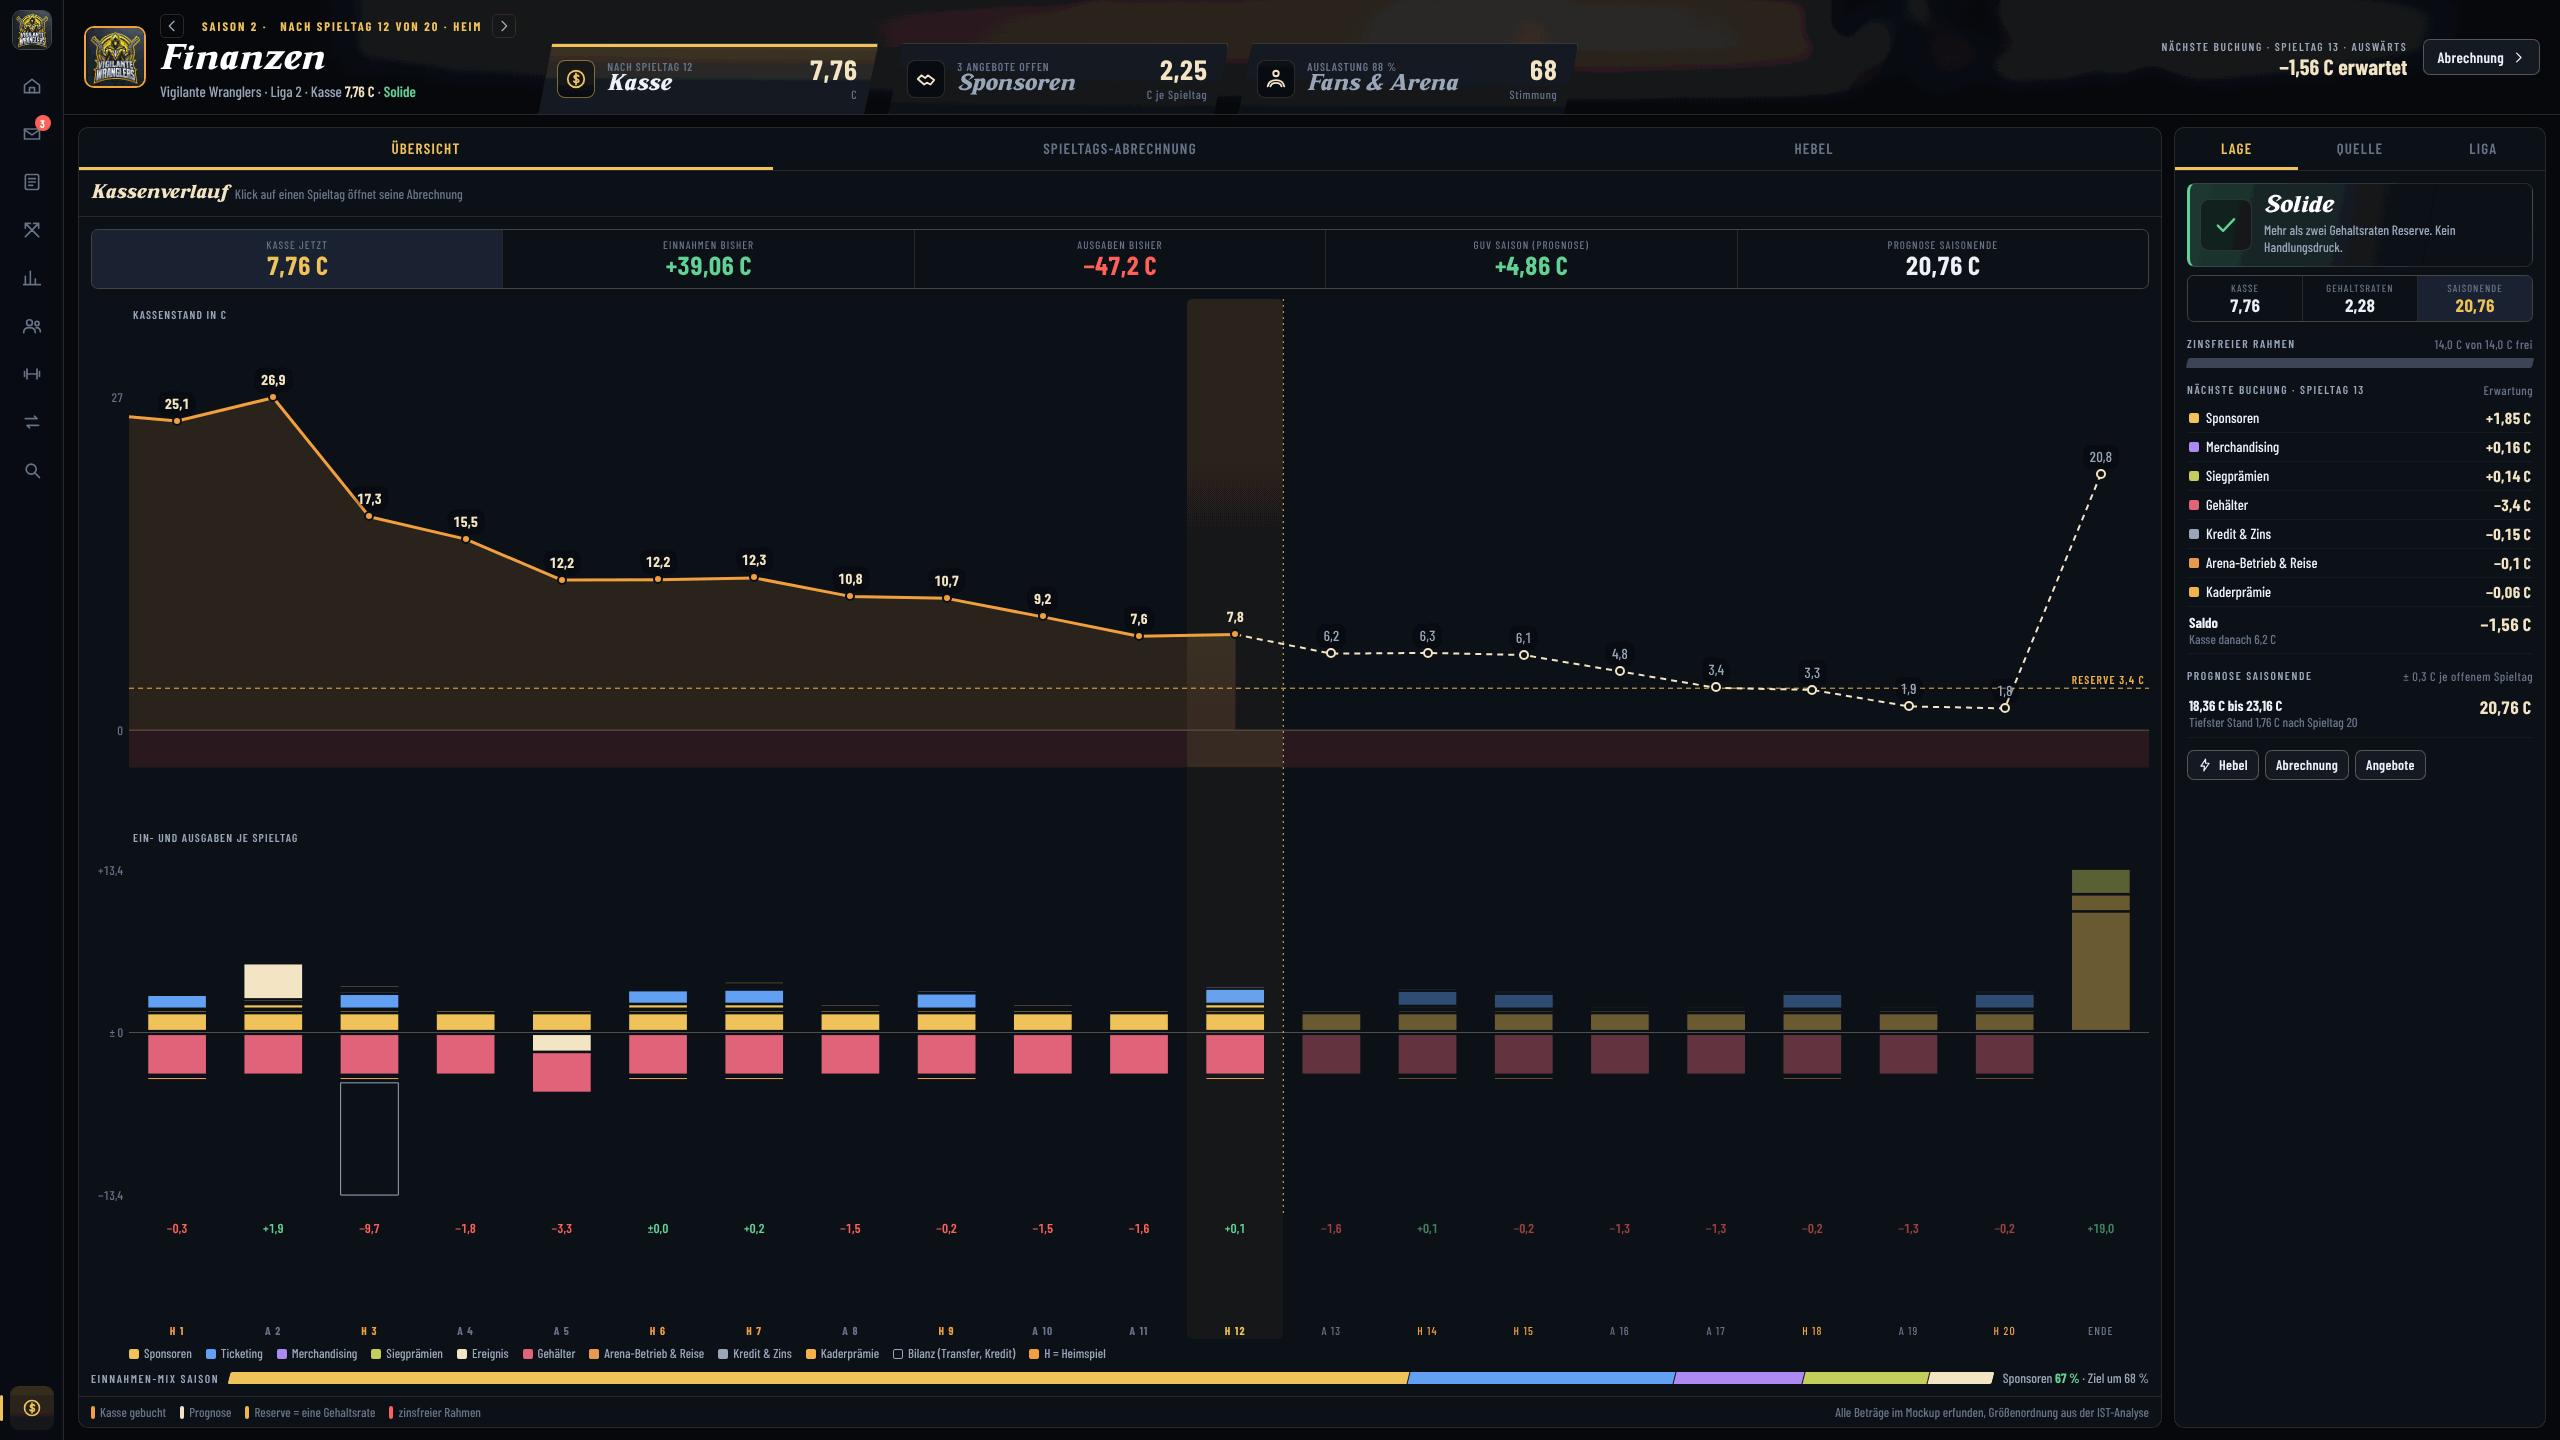 SAISON 2 · NACH SPIELTAG 12 VON 20 · HEIM
Finanzen
Vigilante Wranglers · Liga 2 · Kasse 7,76 C · Solide
VIGILANTE WRANGLERS
3
NACH SPIELTAG 12
Kasse
7,76
C
3 ANGEBOTE OFFEN
Sponsoren
2,25
C je Spieltag
AUSLASTUNG 88 %
Fans & Arena
68
Stimmung
NÄCHSTE BUCHUNG · SPIELTAG 13 · AUSWÄRTS
−1,56 C erwartet
Abrechnung
ÜBERSICHT
SPIELTAGS-ABRECHNUNG
HEBEL
Kassenverlauf Klick auf einen Spieltag öffnet seine Abrechnung
KASSE JETZT
7,76 C
EINNAHMEN BISHER
+39,06 C
AUSGABEN BISHER
−47,2 C
GUV SAISON (PROGNOSE)
+4,86 C
PROGNOSE SAISONENDE
20,76 C
KASSENSTAND IN C
27
0
25,1
26,9
17,3
15,5
12,2
12,2
12,3
10,8
10,7
9,2
7,6
7,8
6,2
6,3
6,1
4,8
3,4
3,3
1,9
1,8
20,8
RESERVE 3,4 C
EIN- UND AUSGABEN JE SPIELTAG
+13,4
±0
−13,4
−0,3 +1,9 −9,7 −1,8 −3,3 ±0,0 +0,2 −1,5 −0,2 −1,5 −1,6 +0,1 −1,6 +0,1 −0,2 −1,3 −1,3 −0,2 −1,3 −0,2 +19,0
H 1 A 2 H 3 A 4 A 5 H 6 H 7 A 8 H 9 A 10 A 11 H 12 A 13 H 14 H 15 A 16 A 17 H 18 A 19 H 20 ENDE
Sponsoren Ticketing Merchandising Siegprämien Ereignis Gehälter Arena-Betrieb & Reise Kredit & Zins Kaderprämie Bilanz (Transfer, Kredit) H = Heimspiel
EINNAHMEN-MIX SAISON
Sponsoren 67 % · Ziel um 68 %
Kasse gebucht Prognose Reserve = eine Gehaltsrate zinsfreier Rahmen
Alle Beträge im Mockup erfunden, Größenordnung aus der IST-Analyse
LAGE
QUELLE
LIGA
Solide
Mehr als zwei Gehaltsraten Reserve. Kein
Handlungsdruck.
KASSE
7,76
GEHALTSRATEN
2,28
SAISONENDE
20,76
ZINSFREIER RAHMEN
14,0 C von 14,0 C frei
NÄCHSTE BUCHUNG · SPIELTAG 13
Erwartung
Sponsoren +1,85 C
Merchandising +0,16 C
Siegprämien +0,14 C
Gehälter −3,4 C
Kredit & Zins −0,15 C
Arena-Betrieb & Reise −0,1 C
Kaderprämie −0,06 C
Saldo −1,56 C
Kasse danach 6,2 C
PROGNOSE SAISONENDE
± 0,3 C je offenem Spieltag
18,36 C bis 23,16 C
20,76 C
Tiefster Stand 1,76 C nach Spieltag 20
Hebel
Abrechnung
Angebote